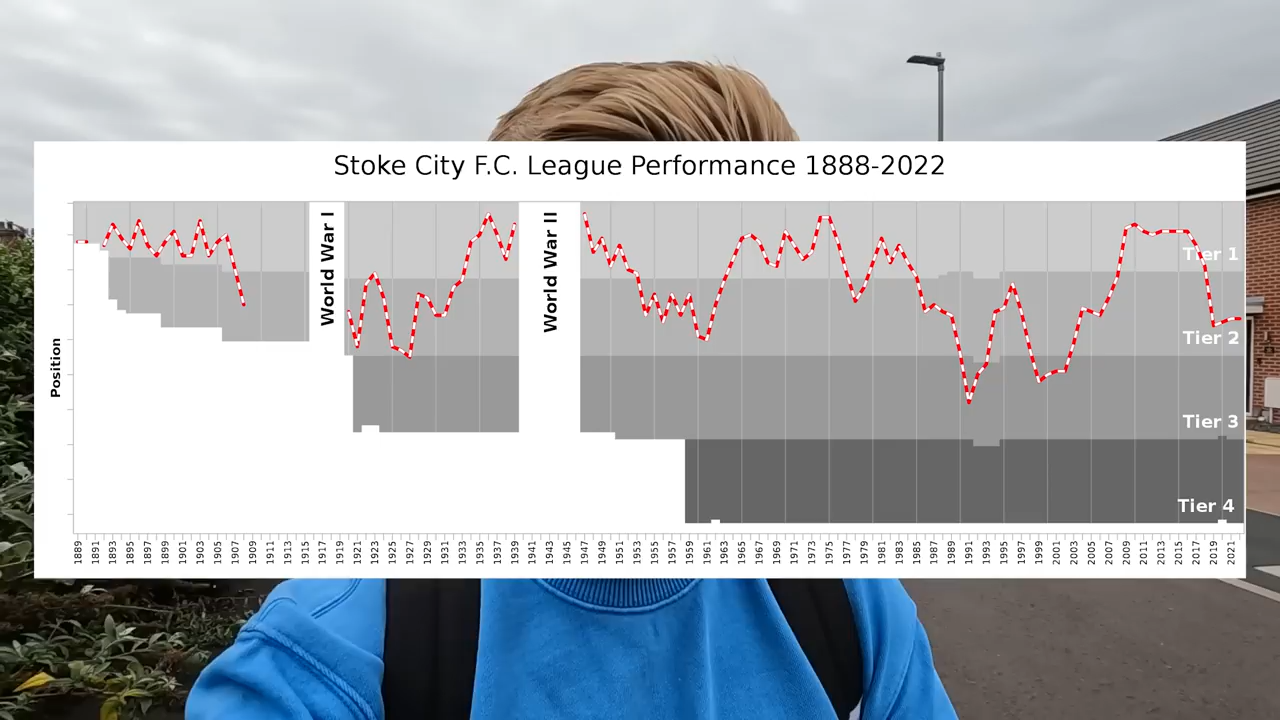 Stoke City F.C. League Performance 1888-2022
Position
World War I
World War II
Tier 1
Tier 2
Tier 3
Tier 4
1889 1891 1893 1895 1897 1899 1901 1903 1905 1907 1909 1911 1913 1915 1917 1919 1921 1923 1925 1927 1929 1931 1933 1935 1937 1939 1941 1943 1945 1947 1949 1951 1953 1955 1957 1959 1961 1963 1965 1967 1969 1971 1973 1975 1977 1979 1981 1983 1985 1987 1989 1991 1993 1995 1997 1999 2001 2003 2005 2007 2009 2011 2013 2015 2017 2019 2021